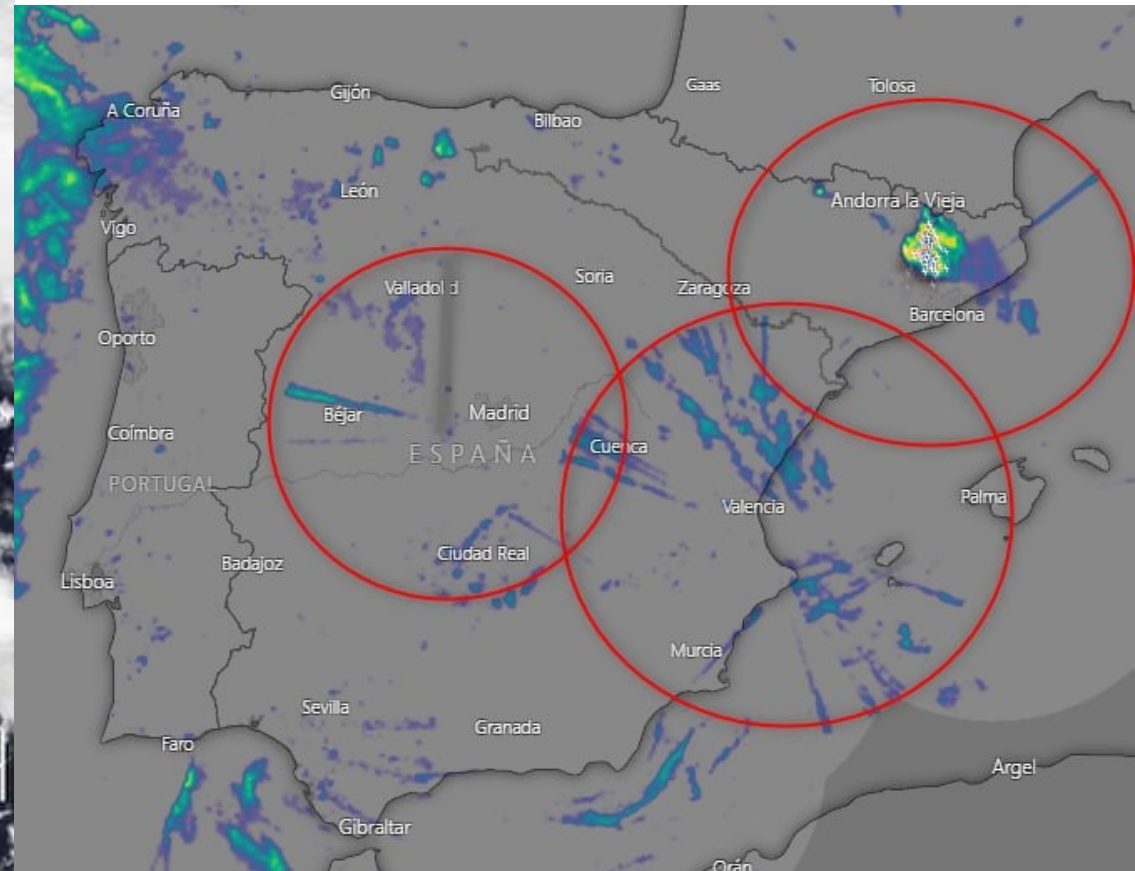 Gaas
Tolosa
Gijón
A Coruña
Bilbao
León
Andorra la Vieja
Vigo
Soria
Valladol d
Zaragoza
Barcelona
Oporto
Béjar
Madrid
Coímbra
ESPAÑA
Cuenca
PORTUGAL
Palma
Valencia
Ciudad Real
Badajoz
Lisboa
Murcia
Sevilla
Granada
Faro
Argel
Gibraltar
Orán